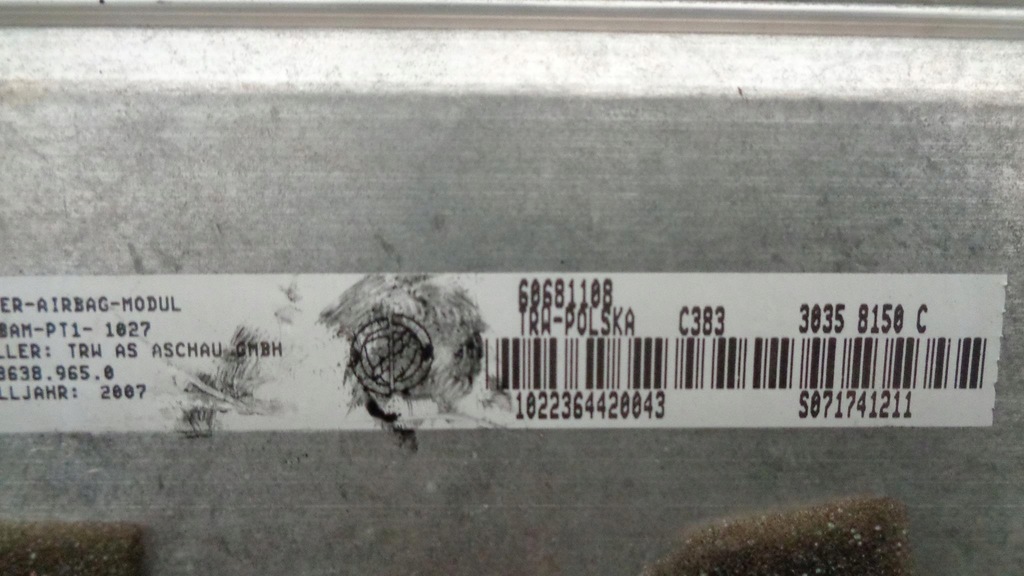 ER-AIRBAG-MODUL
BAM-PT1- 1027
LLER: TRW AS ASCHAU GMBH
8638.965.0
LLJAHR: 2007
60681108
TRW-POLSKA C383 3035 8150 C
1022364420043 S071741211